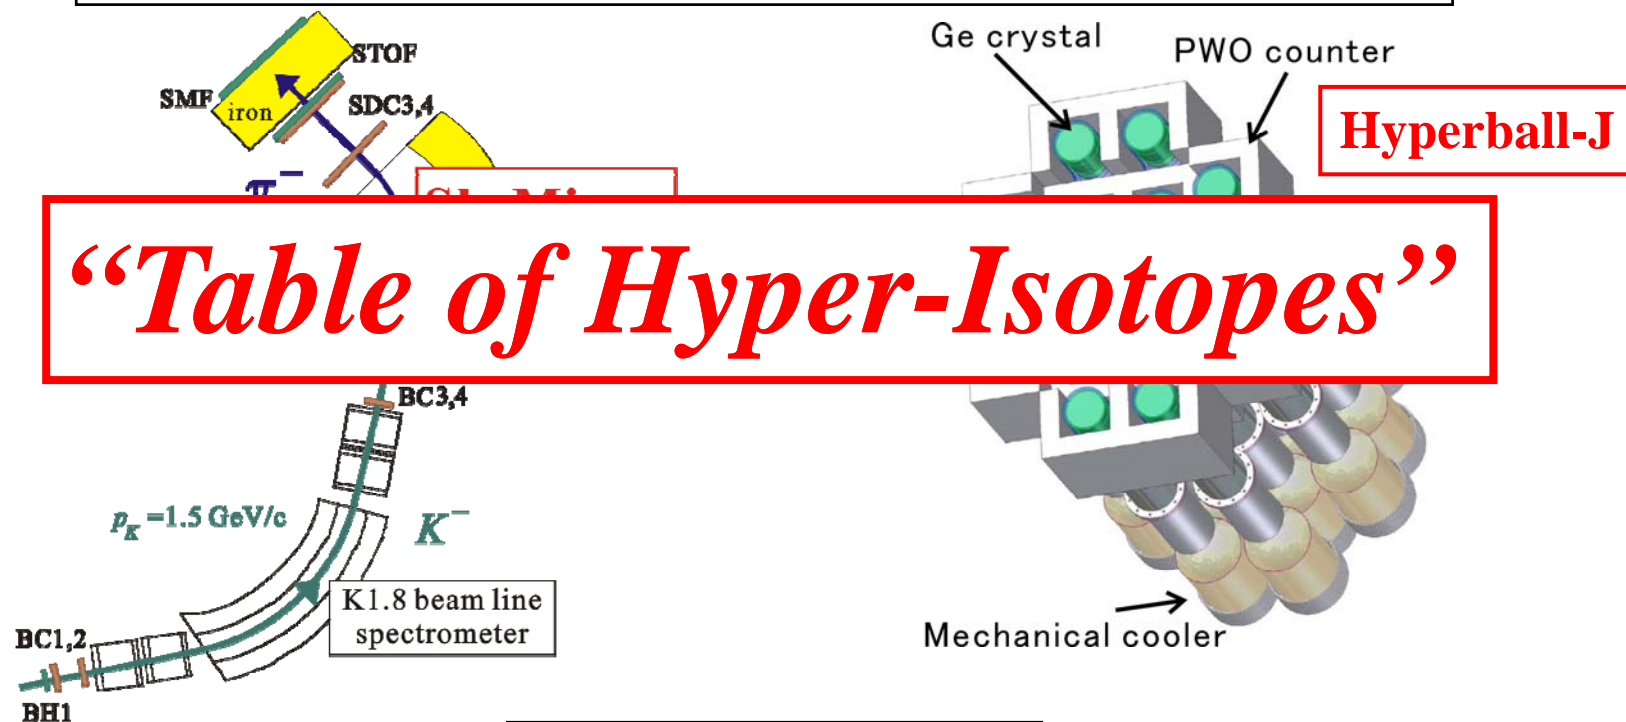 Ge crystal
PWO counter
STOF
SMF
iron
SDC3,4
Hyperball-J
π⁻
“Table of Hyper-Isotopes”
BC3,4
p_K =1.5 GeV/c
K⁻
K1.8 beam line
spectrometer
BC1,2
BH1
Mechanical cooler